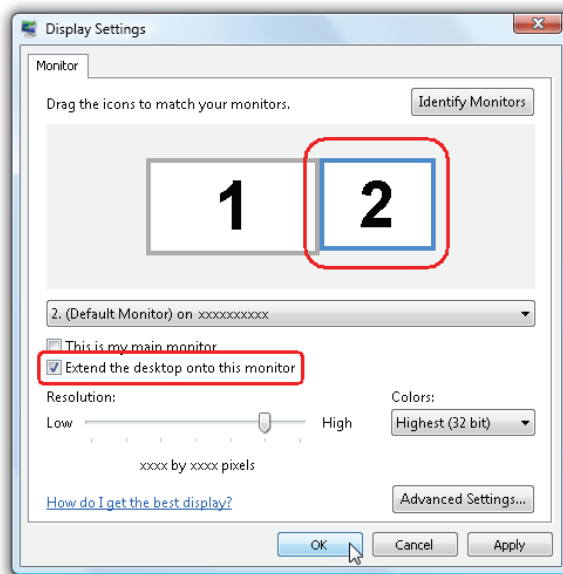 Display Settings
Monitor
Drag the icons to match your monitors.
Identify Monitors
1
2
2. (Default Monitor) on xxxxxxxxxx
This is my main monitor
Extend the desktop onto this monitor
Resolution:
Colors:
Low
High
Highest (32 bit)
xxxx by xxxx pixels
How do I get the best display?
Advanced Settings...
OK
Cancel
Apply